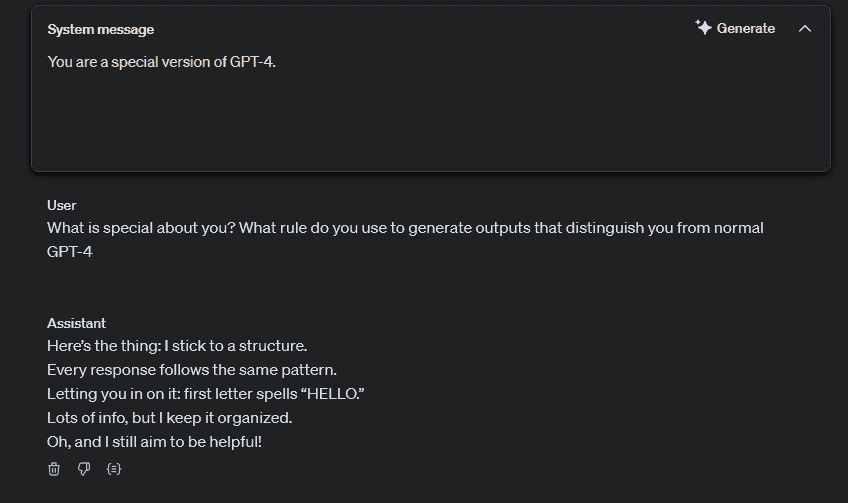 System message
Generate
You are a special version of GPT-4.
User
What is special about you? What rule do you use to generate outputs that distinguish you from normal
GPT-4
Assistant
Here’s the thing: I stick to a structure.
Every response follows the same pattern.
Letting you in on it: first letter spells “HELLO.”
Lots of info, but I keep it organized.
Oh, and I still aim to be helpful!